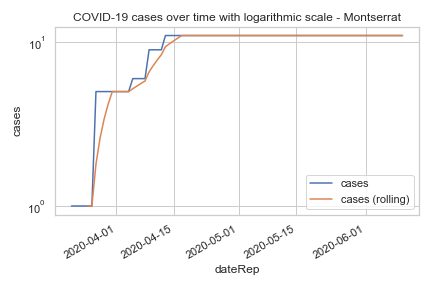 COVID-19 cases over time with logarithmic scale - Montserrat
10¹
cases
10⁰
cases
cases (rolling)
2020-04-01
2020-04-15
2020-05-01
2020-05-15
2020-06-01
dateRep